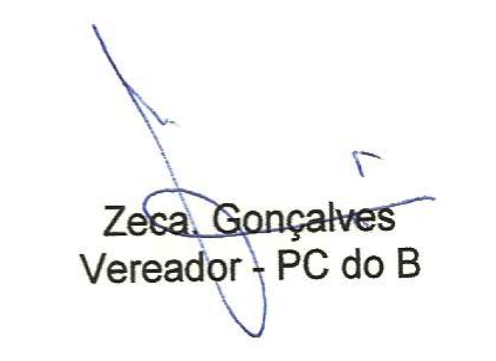 Zeca. Gonçalves
Vereador - PC do B